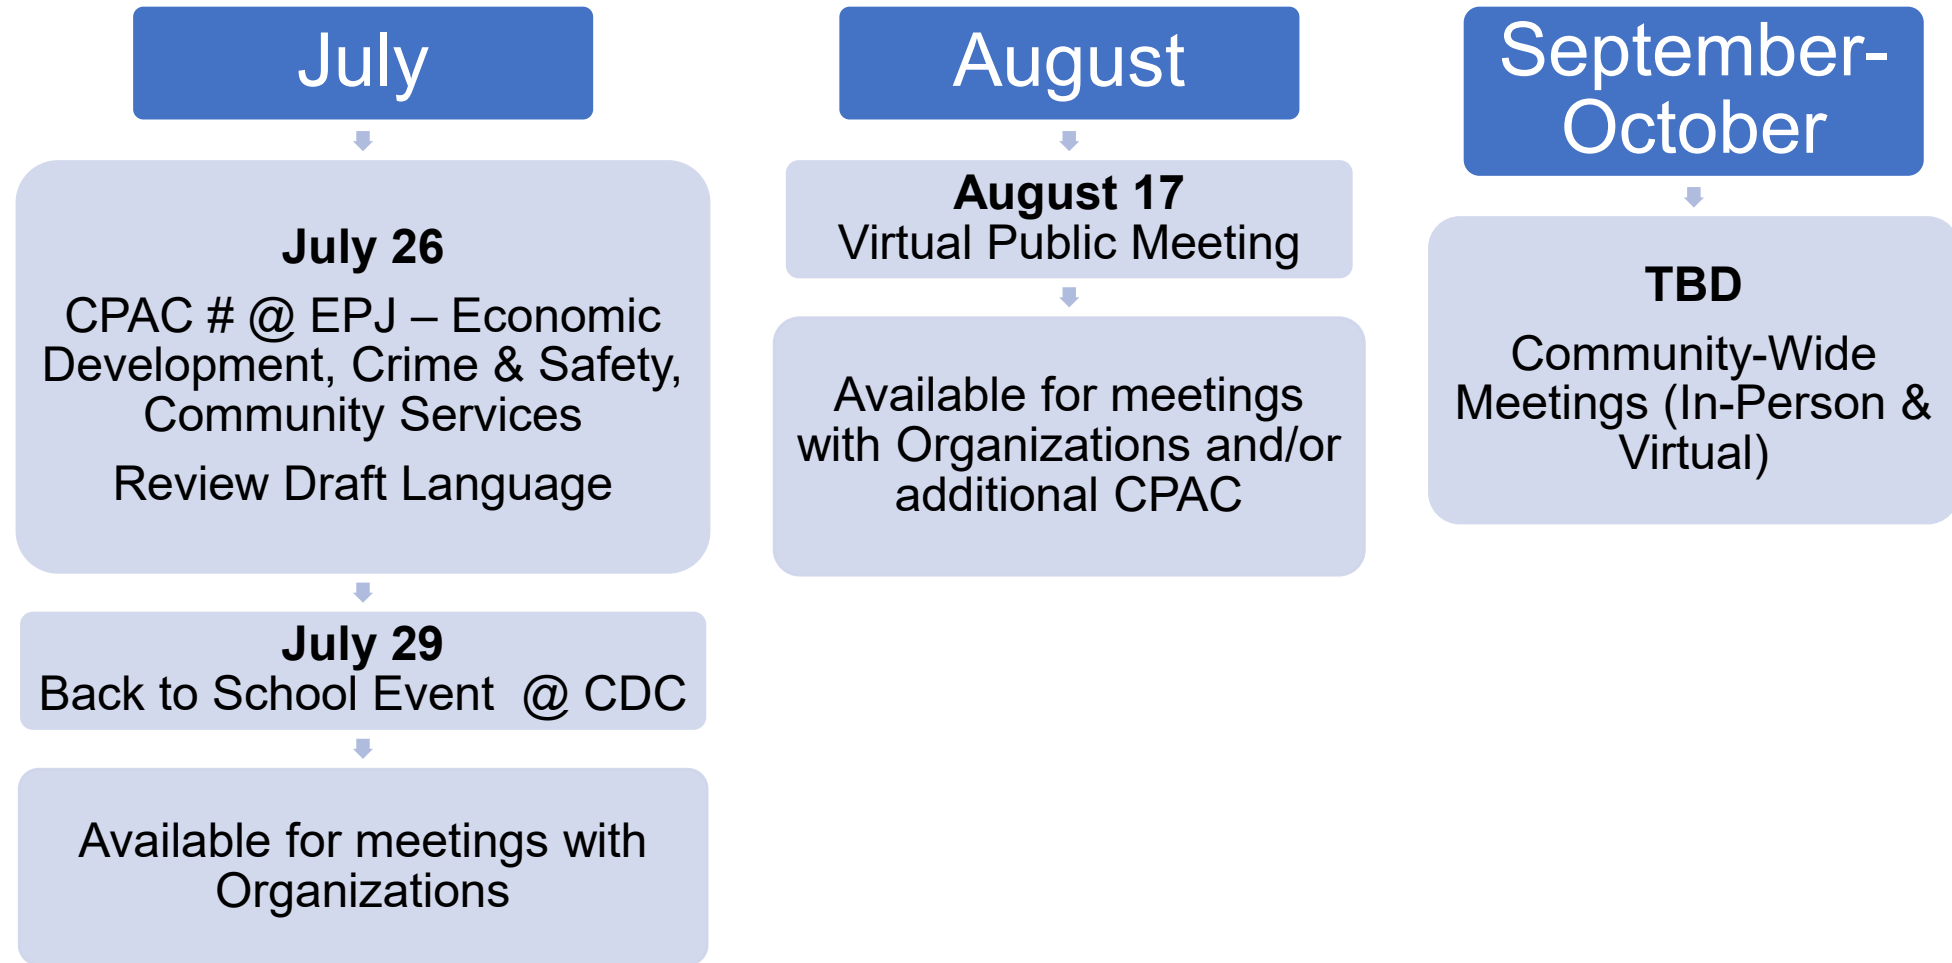 July
July 26
CPAC # @ EPJ – Economic
Development, Crime & Safety,
Community Services
Review Draft Language
July 29
Back to School Event  @ CDC
Available for meetings with
Organizations
August
August 17
Virtual Public Meeting
Available for meetings
with Organizations and/or
additional CPAC
September-
October
TBD
Community-Wide
Meetings (In-Person &
Virtual)